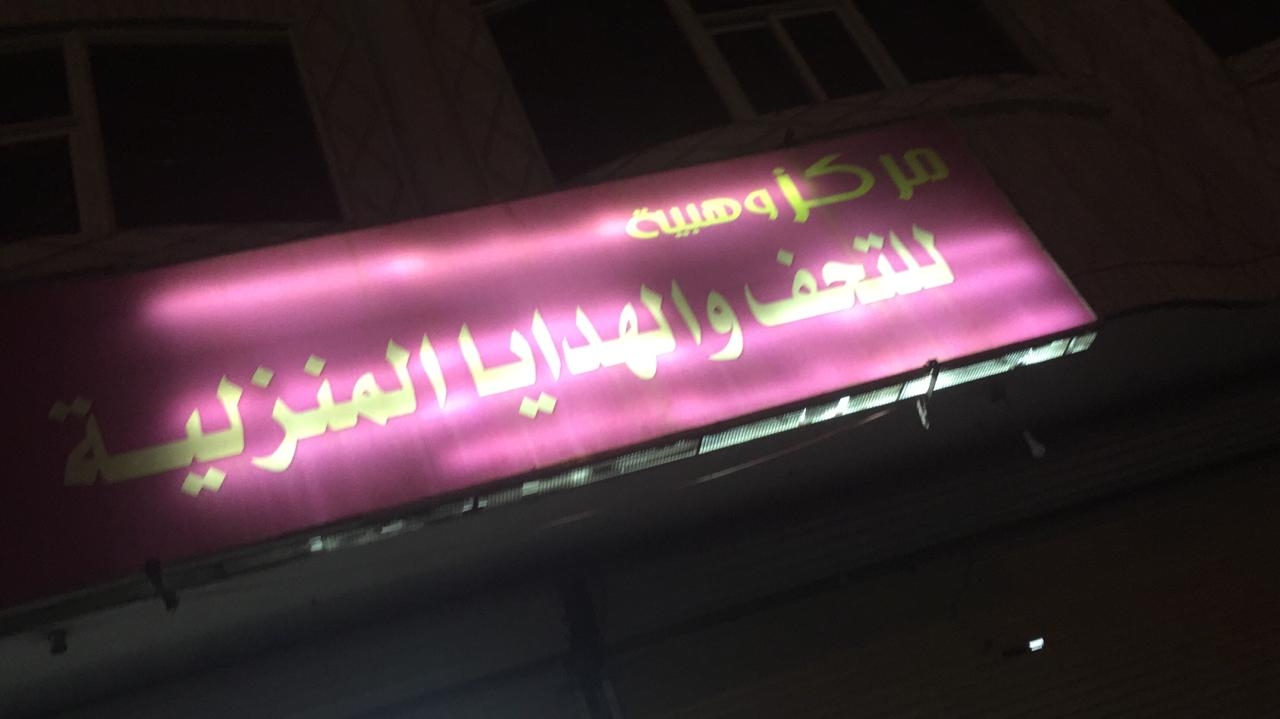 مركز وهيبة
للتحف والهدايا المنزلية